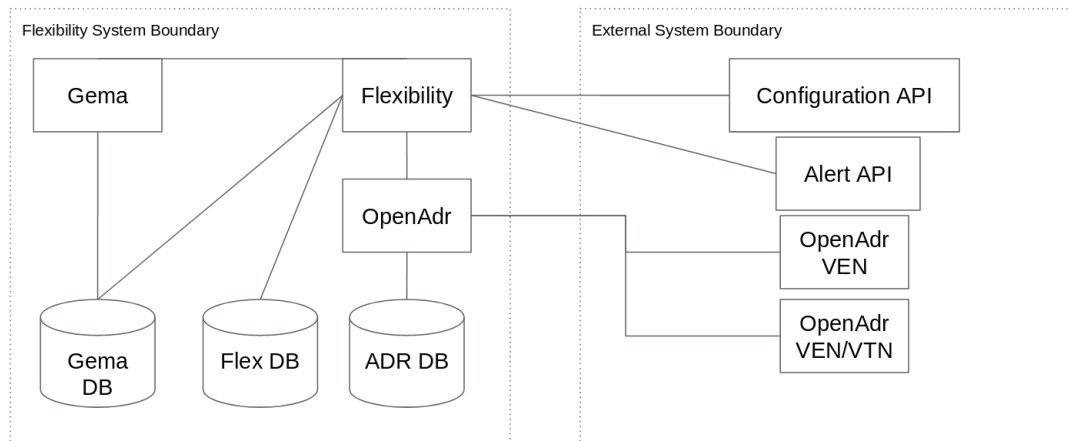 Flexibility System Boundary
External System Boundary
Gema
Flexibility
Configuration API
Alert API
OpenAdr
OpenAdr
VEN
OpenAdr
VEN/VTN
Gema
DB
Flex DB
ADR DB